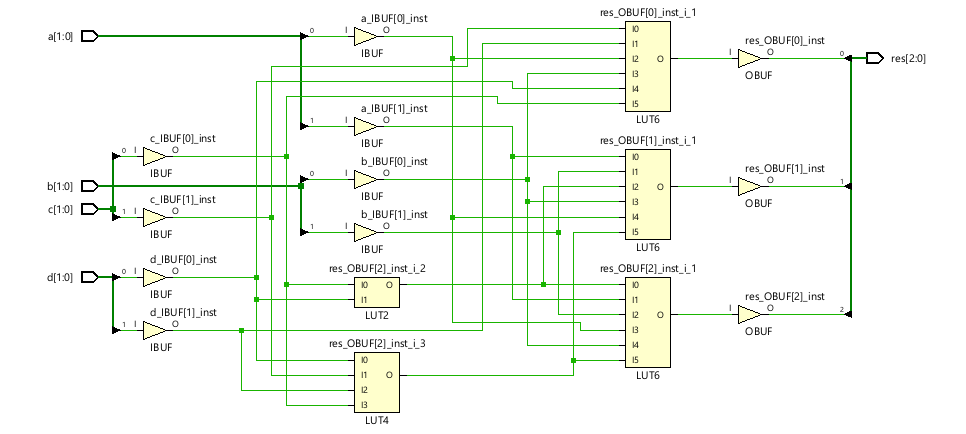 res_OBUF[0]_inst_i_1
a_IBUF[0]_inst
I0
res_OBUF[0]_inst
a[1:0]
0
I
O
I1
I
O
0
res[2:0]
IBUF
I2
O
OBUF
I3
I4
a_IBUF[1]_inst
I5
LUT6
1
I
O
c_IBUF[0]_inst
IBUF
res_OBUF[1]_inst_i_1
0
I
O
b_IBUF[0]_inst
I0
res_OBUF[1]_inst
IBUF
0
I
O
I1
b[1:0]
I2
O
I
O
1
c[1:0]
c_IBUF[1]_inst
IBUF
I3
OBUF
1
I
O
b_IBUF[1]_inst
I4
IBUF
1
I
O
I5
LUT6
d_IBUF[0]_inst
IBUF
d[1:0]
0
I
O
res_OBUF[2]_inst_i_2
res_OBUF[2]_inst_i_1
IBUF
I0
O
I0
res_OBUF[2]_inst
I1
I1
d_IBUF[1]_inst
LUT2
I2
O
I
O
2
1
I
O
I3
OBUF
IBUF
res_OBUF[2]_inst_i_3
I4
I0
I5
I1
O
LUT6
I2
I3
LUT4